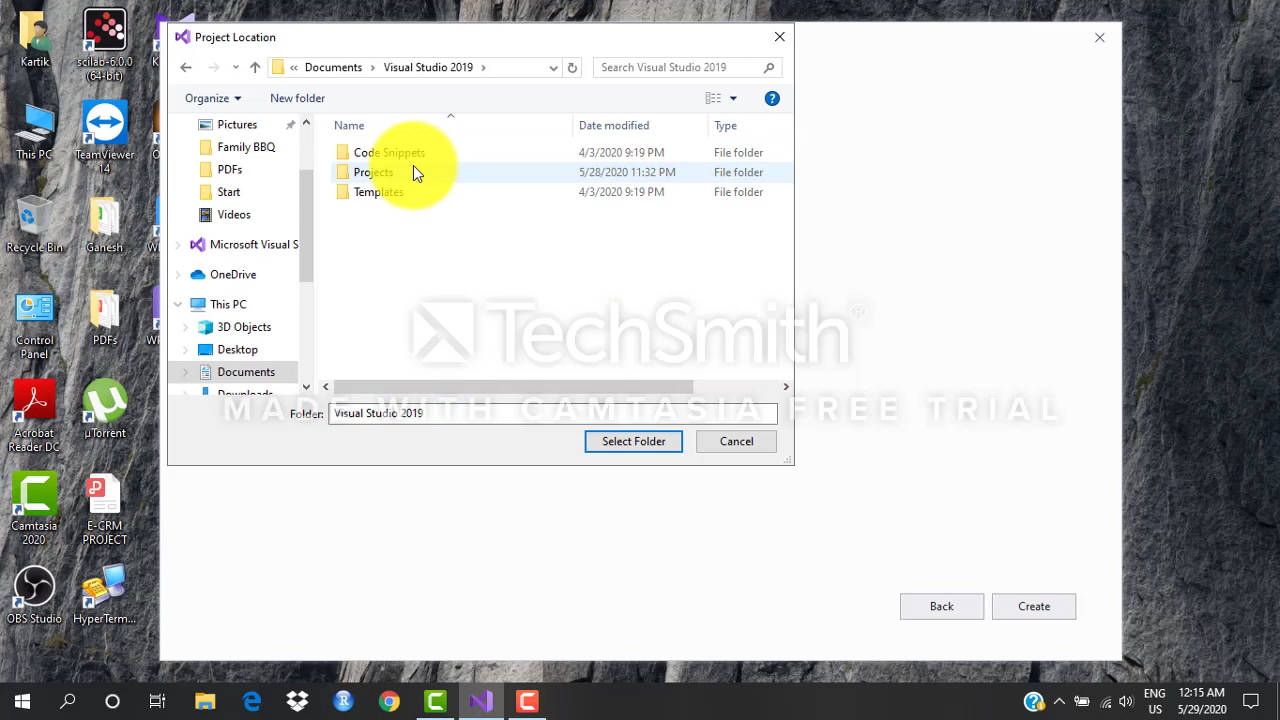 Kartik
scilab-6.0.0
(64-bit)
This PC
TeamViewer
14
Recycle Bin
Ganesh
Control
Panel
PDFs
Acrobat
Reader DC
µTorrent
Camtasia
2020
E-CRM
PROJECT
OBS Studio
HyperTerm...
Project Location
« Documents > Visual Studio 2019 >
Search Visual Studio 2019
Organize
New folder
Pictures
Family BBQ
PDFs
Start
Videos
Microsoft Visual S
OneDrive
This PC
3D Objects
Desktop
Documents
Name Date modified Type
Code Snippets 4/3/2020 9:19 PM File folder
Projects 5/28/2020 11:32 PM File folder
Templates 4/3/2020 9:19 PM File folder
TechSmith®
MADE WITH CAMTASIA FREE TRIAL
Folder: Visual Studio 2019
Select Folder
Cancel
Back
Create
ENG
US
12:15 AM
5/29/2020